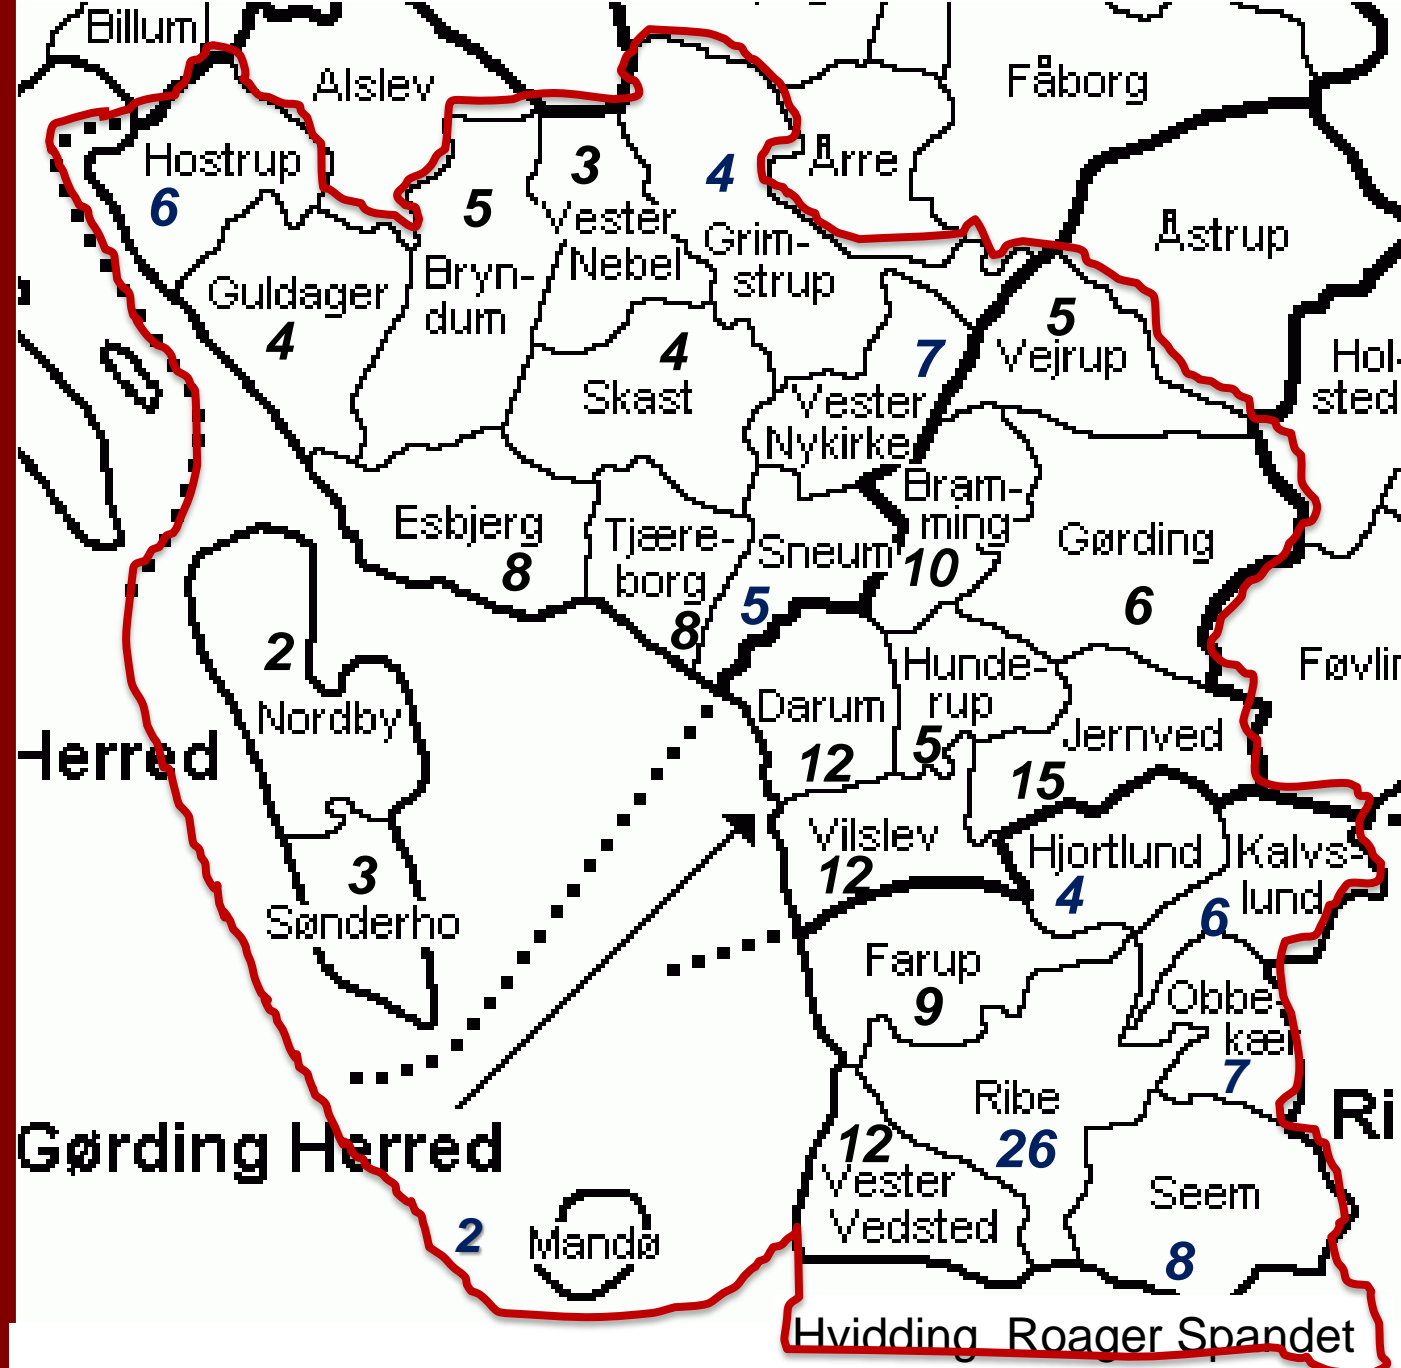 Billum
Alslev
Fåborg
Hostrup
6
5
3
4
Årre
Åstrup
Vester
Nebel
Grim-
strup
Guldager
4
Bryn-
dum
4
Skast
7
5
Vejrup
Hol-
sted
Vester
Nykirke
Bram-
ming
10
Esbjerg
8
Tjære-
borg
8
Sneum
5
Gørding
6
2
Nordby
Hunde-
rup
5
Føvlin
Darum
12
Jernved
15
Herred
Vilslev
12
Hjortlund
4
Kalvs-
lund
6
3
Sønderho
Farup
9
Obbe-
kær
7
Ribe
26
Ri
Gørding Herred
12
Vester
Vedsted
Seem
8
2
Mandø
Hvidding Roager Spandet